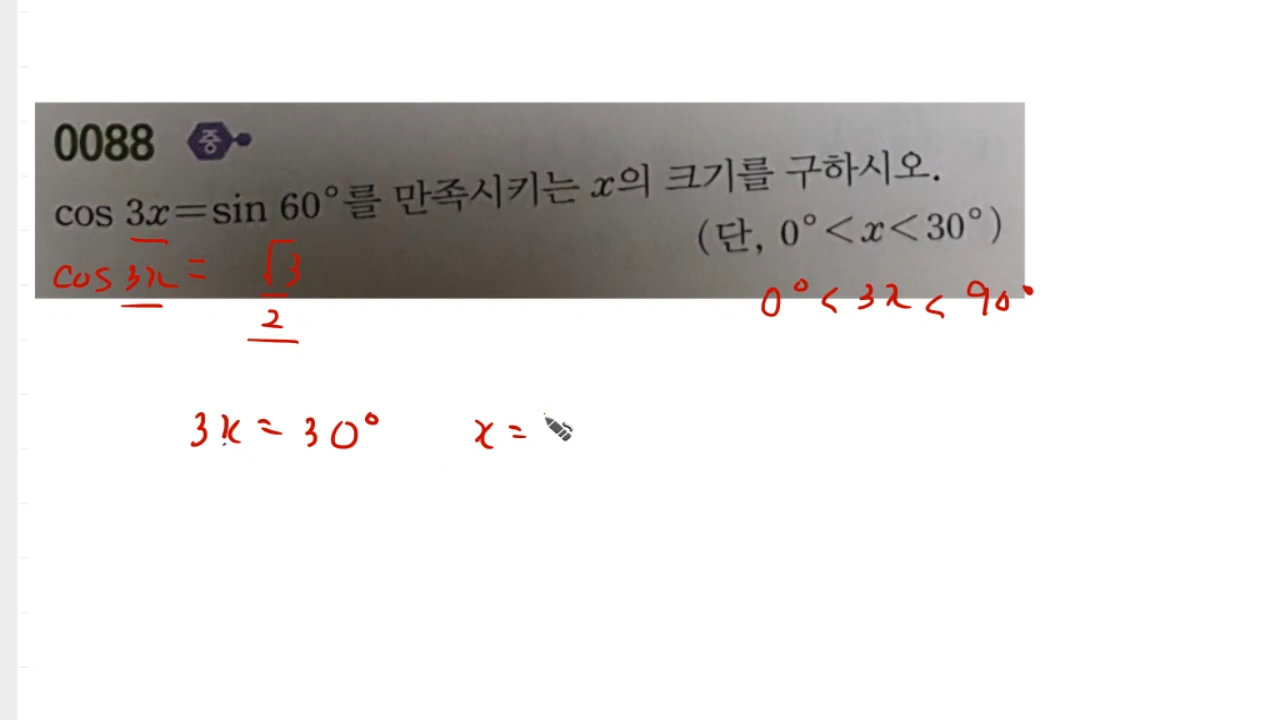 0088 중
cos 3x=sin 60°를 만족시키는 x의 크기를 구하시오.
(단, 0°<x<30°)
cos 3x = √3/2
0° < 3x < 90°
3x = 30° x =